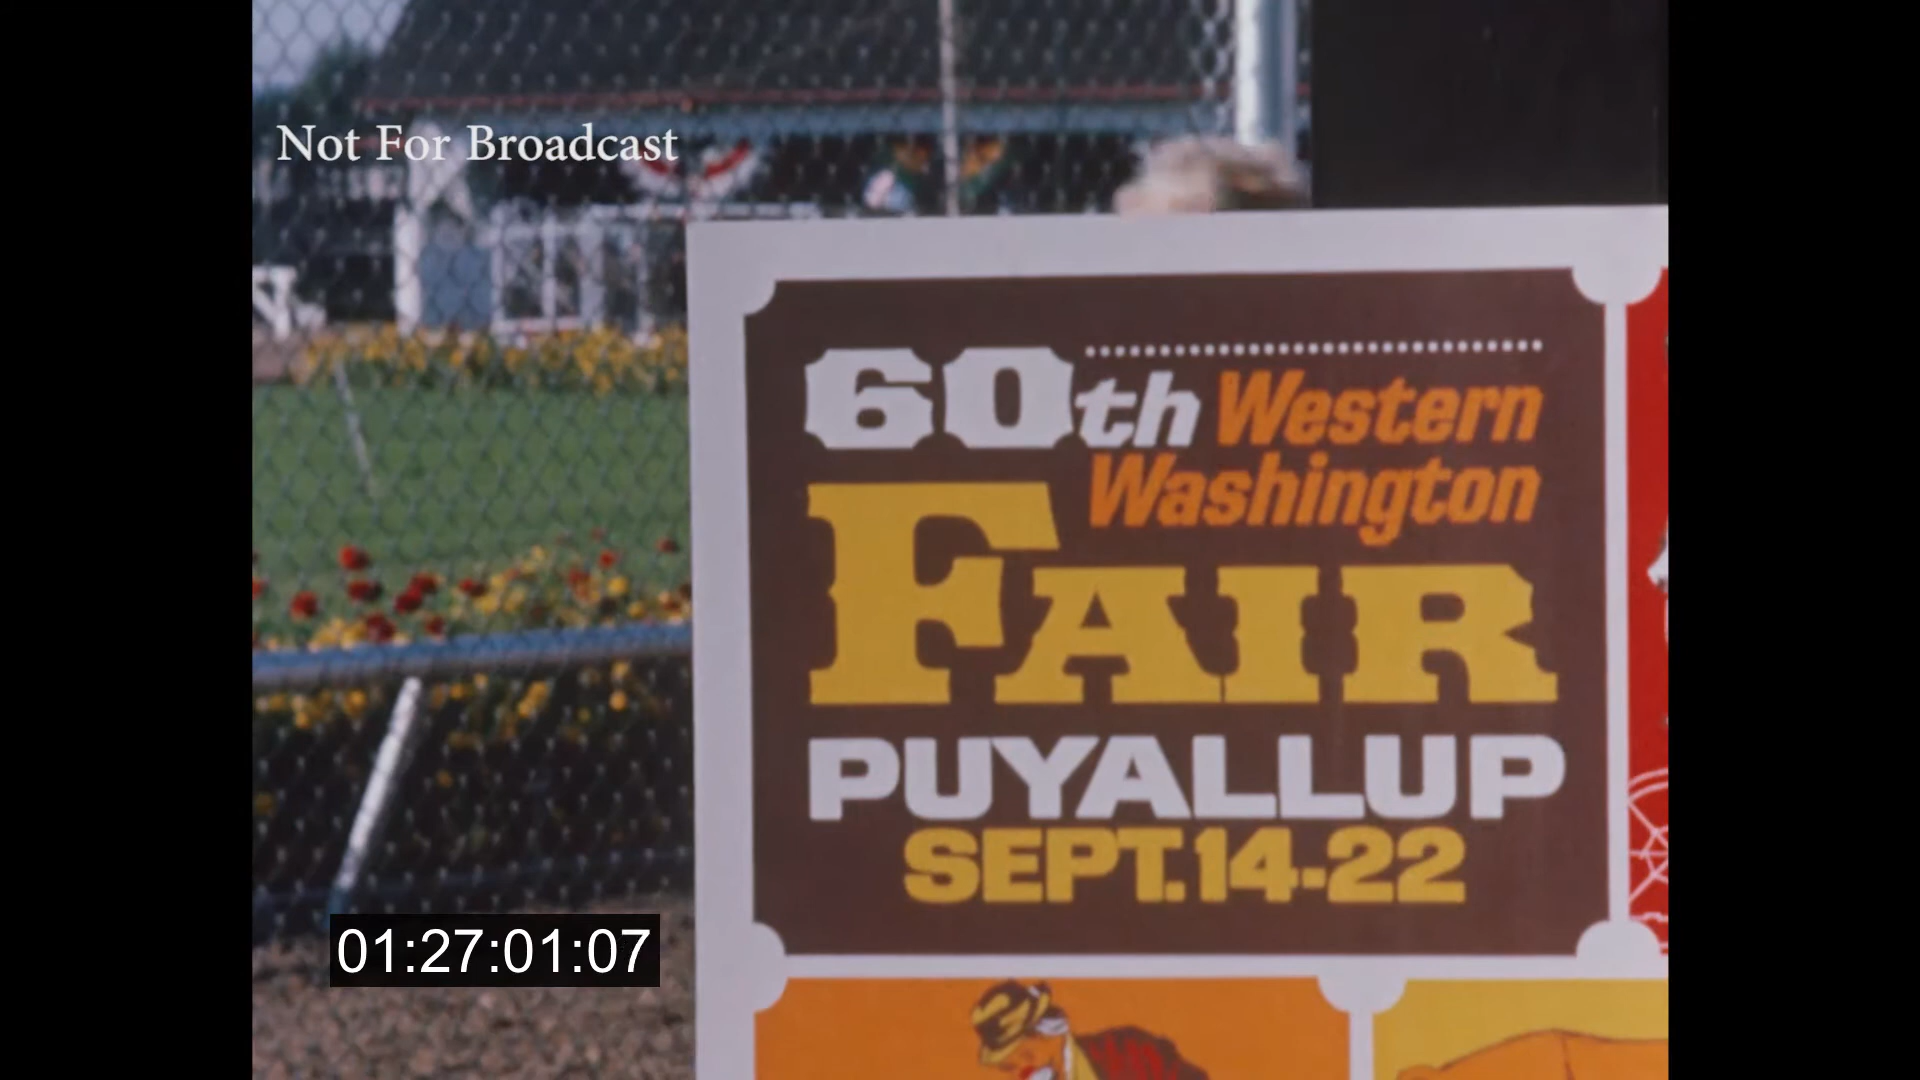 Not For Broadcast
60th Western
Washington
FAIR
PUYALLUP
SEPT. 14-22
01:27:01:07